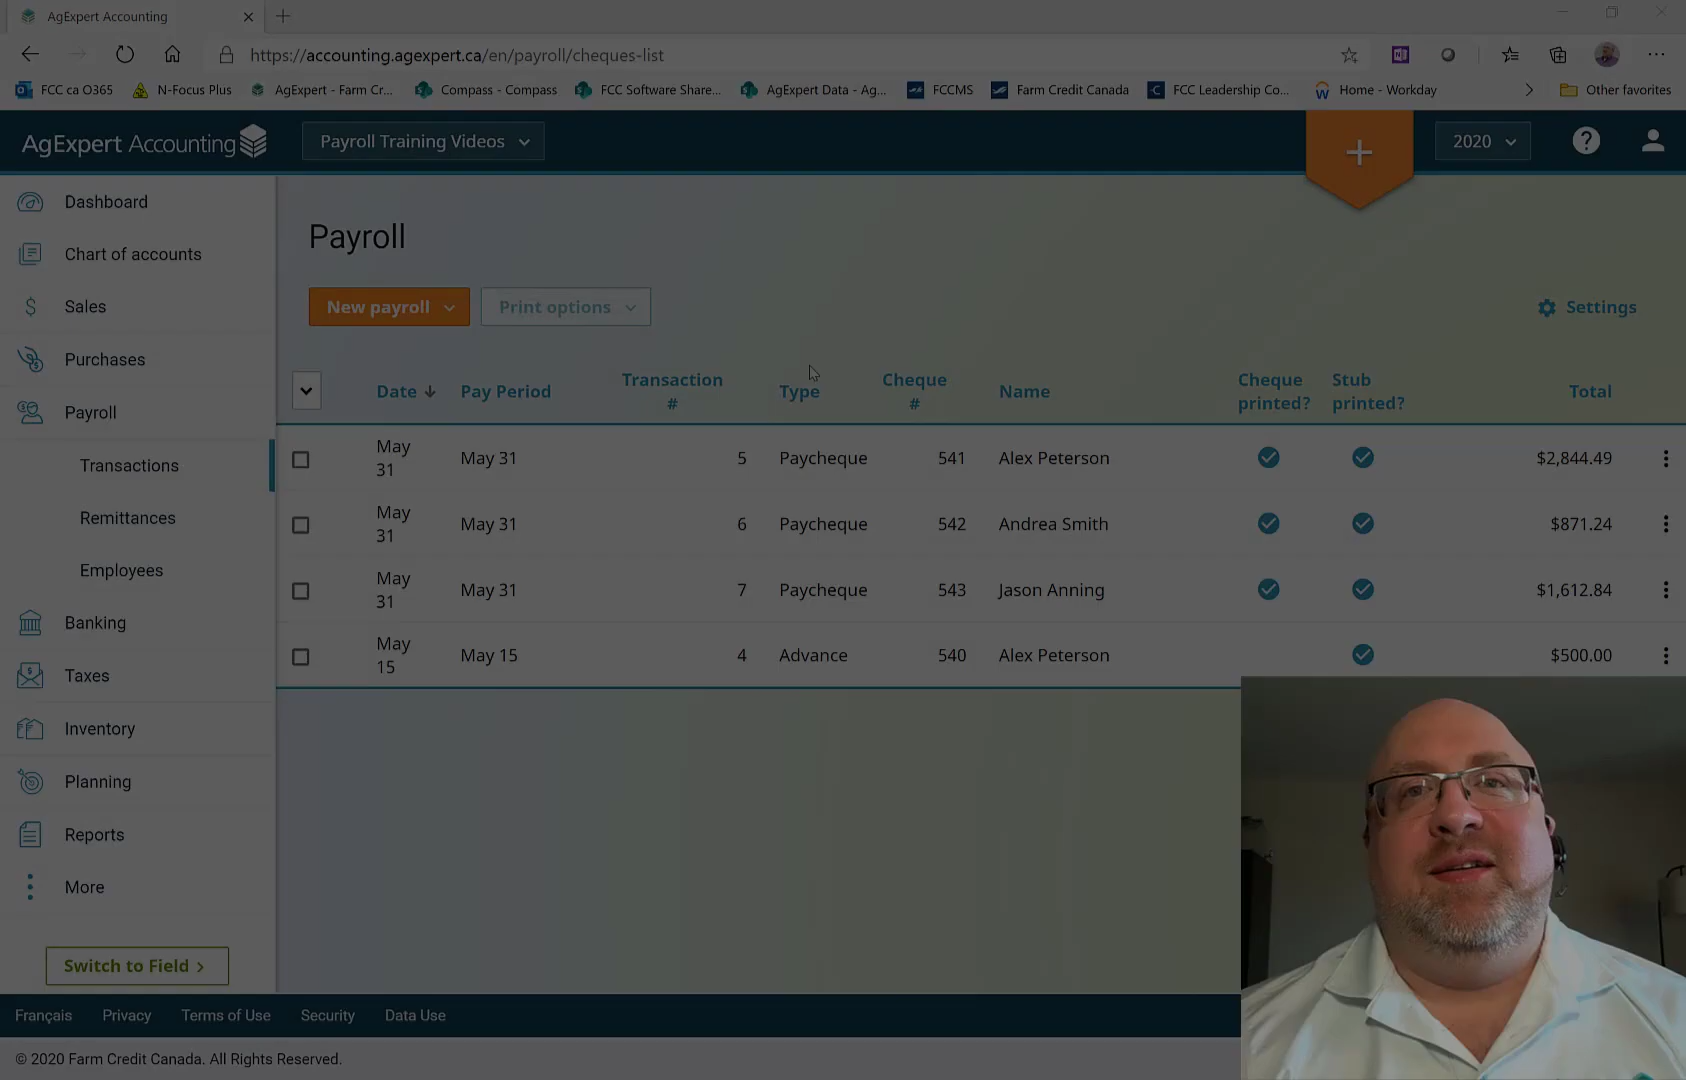 AgExpert Accounting
https://accounting.agexpert.ca/en/payroll/cheques-list
FCC ca O365
N-Focus Plus
AgExpert - Farm Cr...
Compass - Compass
FCC Software Share...
AgExpert Data - Ag...
FCCMS
Farm Credit Canada
FCC Leadership Co...
Home - Workday
Other favorites
AgExpert Accounting
Payroll Training Videos
+
2020
?
Dashboard
Chart of accounts
Sales
Purchases
Payroll
Transactions
Remittances
Employees
Banking
Taxes
Inventory
Planning
Reports
More
Switch to Field >
Payroll
New payroll
Print options
Settings
Date Pay Period Transaction # Type Cheque # Name Cheque printed? Stub printed? Total
May 31 May 31 5 Paycheque 541 Alex Peterson $2,844.49
May 31 May 31 6 Paycheque 542 Andrea Smith $871.24
May 31 May 31 7 Paycheque 543 Jason Anning $1,612.84
May 15 May 15 4 Advance 540 Alex Peterson $500.00
Français Privacy Terms of Use Security Data Use
© 2020 Farm Credit Canada. All Rights Reserved.